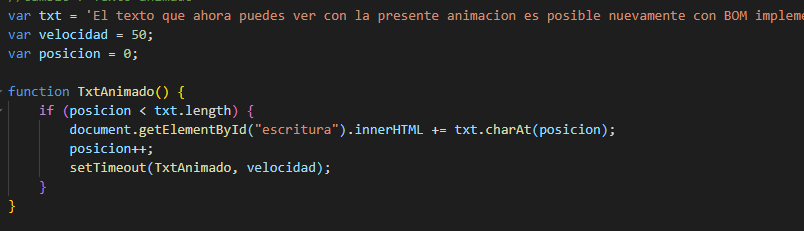 var txt = 'El texto que ahora puedes ver con la presente animacion es posible nuevamente con BOM impleme
var velocidad = 50;
var posicion = 0;
function TxtAnimado() {
if (posicion < txt.length) {
document.getElementById("escritura").innerHTML += txt.charAt(posicion);
posicion++;
setTimeout(TxtAnimado, velocidad);
}
}